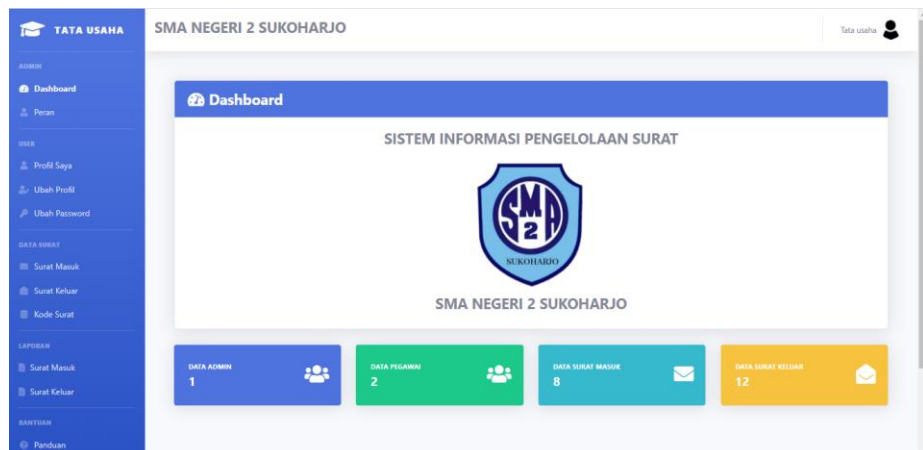 TATA USAHA
SMA NEGERI 2 SUKOHARJO
Tata usaha
ADMIN
Dashboard
Peran
USER
Profil Saya
Ubah Profil
Ubah Password
DATA SURAT
Surat Masuk
Surat Keluar
Kode Surat
LAPORAN
Surat Masuk
Surat Keluar
BANTUAN
Panduan
Dashboard
SISTEM INFORMASI PENGELOLAAN SURAT
SMA
2
SUKOHARJO
SMA NEGERI 2 SUKOHARJO
DATA ADMIN
1
DATA PEGAWAI
2
DATA SURAT MASUK
8
DATA SURAT KELUAR
12